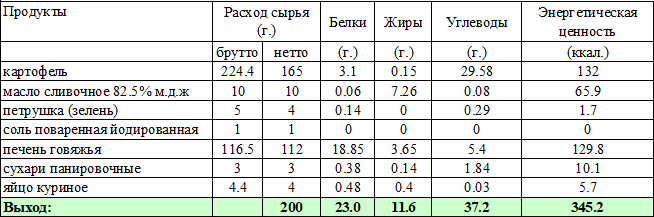 Продукты Расход сырья Белки Жиры Углеводы Энергетическая
(г.) ценность
брутто нетто (г.) (г.) (г.) (ккал.)
картофель 224.4 165 3.1 0.15 29.58 132
масло сливочное 82.5% м.д.ж 10 10 0.06 7.26 0.08 65.9
петрушка (зелень) 5 4 0.14 0 0.29 1.7
соль поваренная йодированная 1 1 0 0 0 0
печень говяжья 116.5 112 18.85 3.65 5.4 129.8
сухари панировочные 3 3 0.38 0.14 1.84 10.1
яйцо куриное 4.4 4 0.48 0.4 0.03 5.7
Выход: 200 23.0 11.6 37.2 345.2